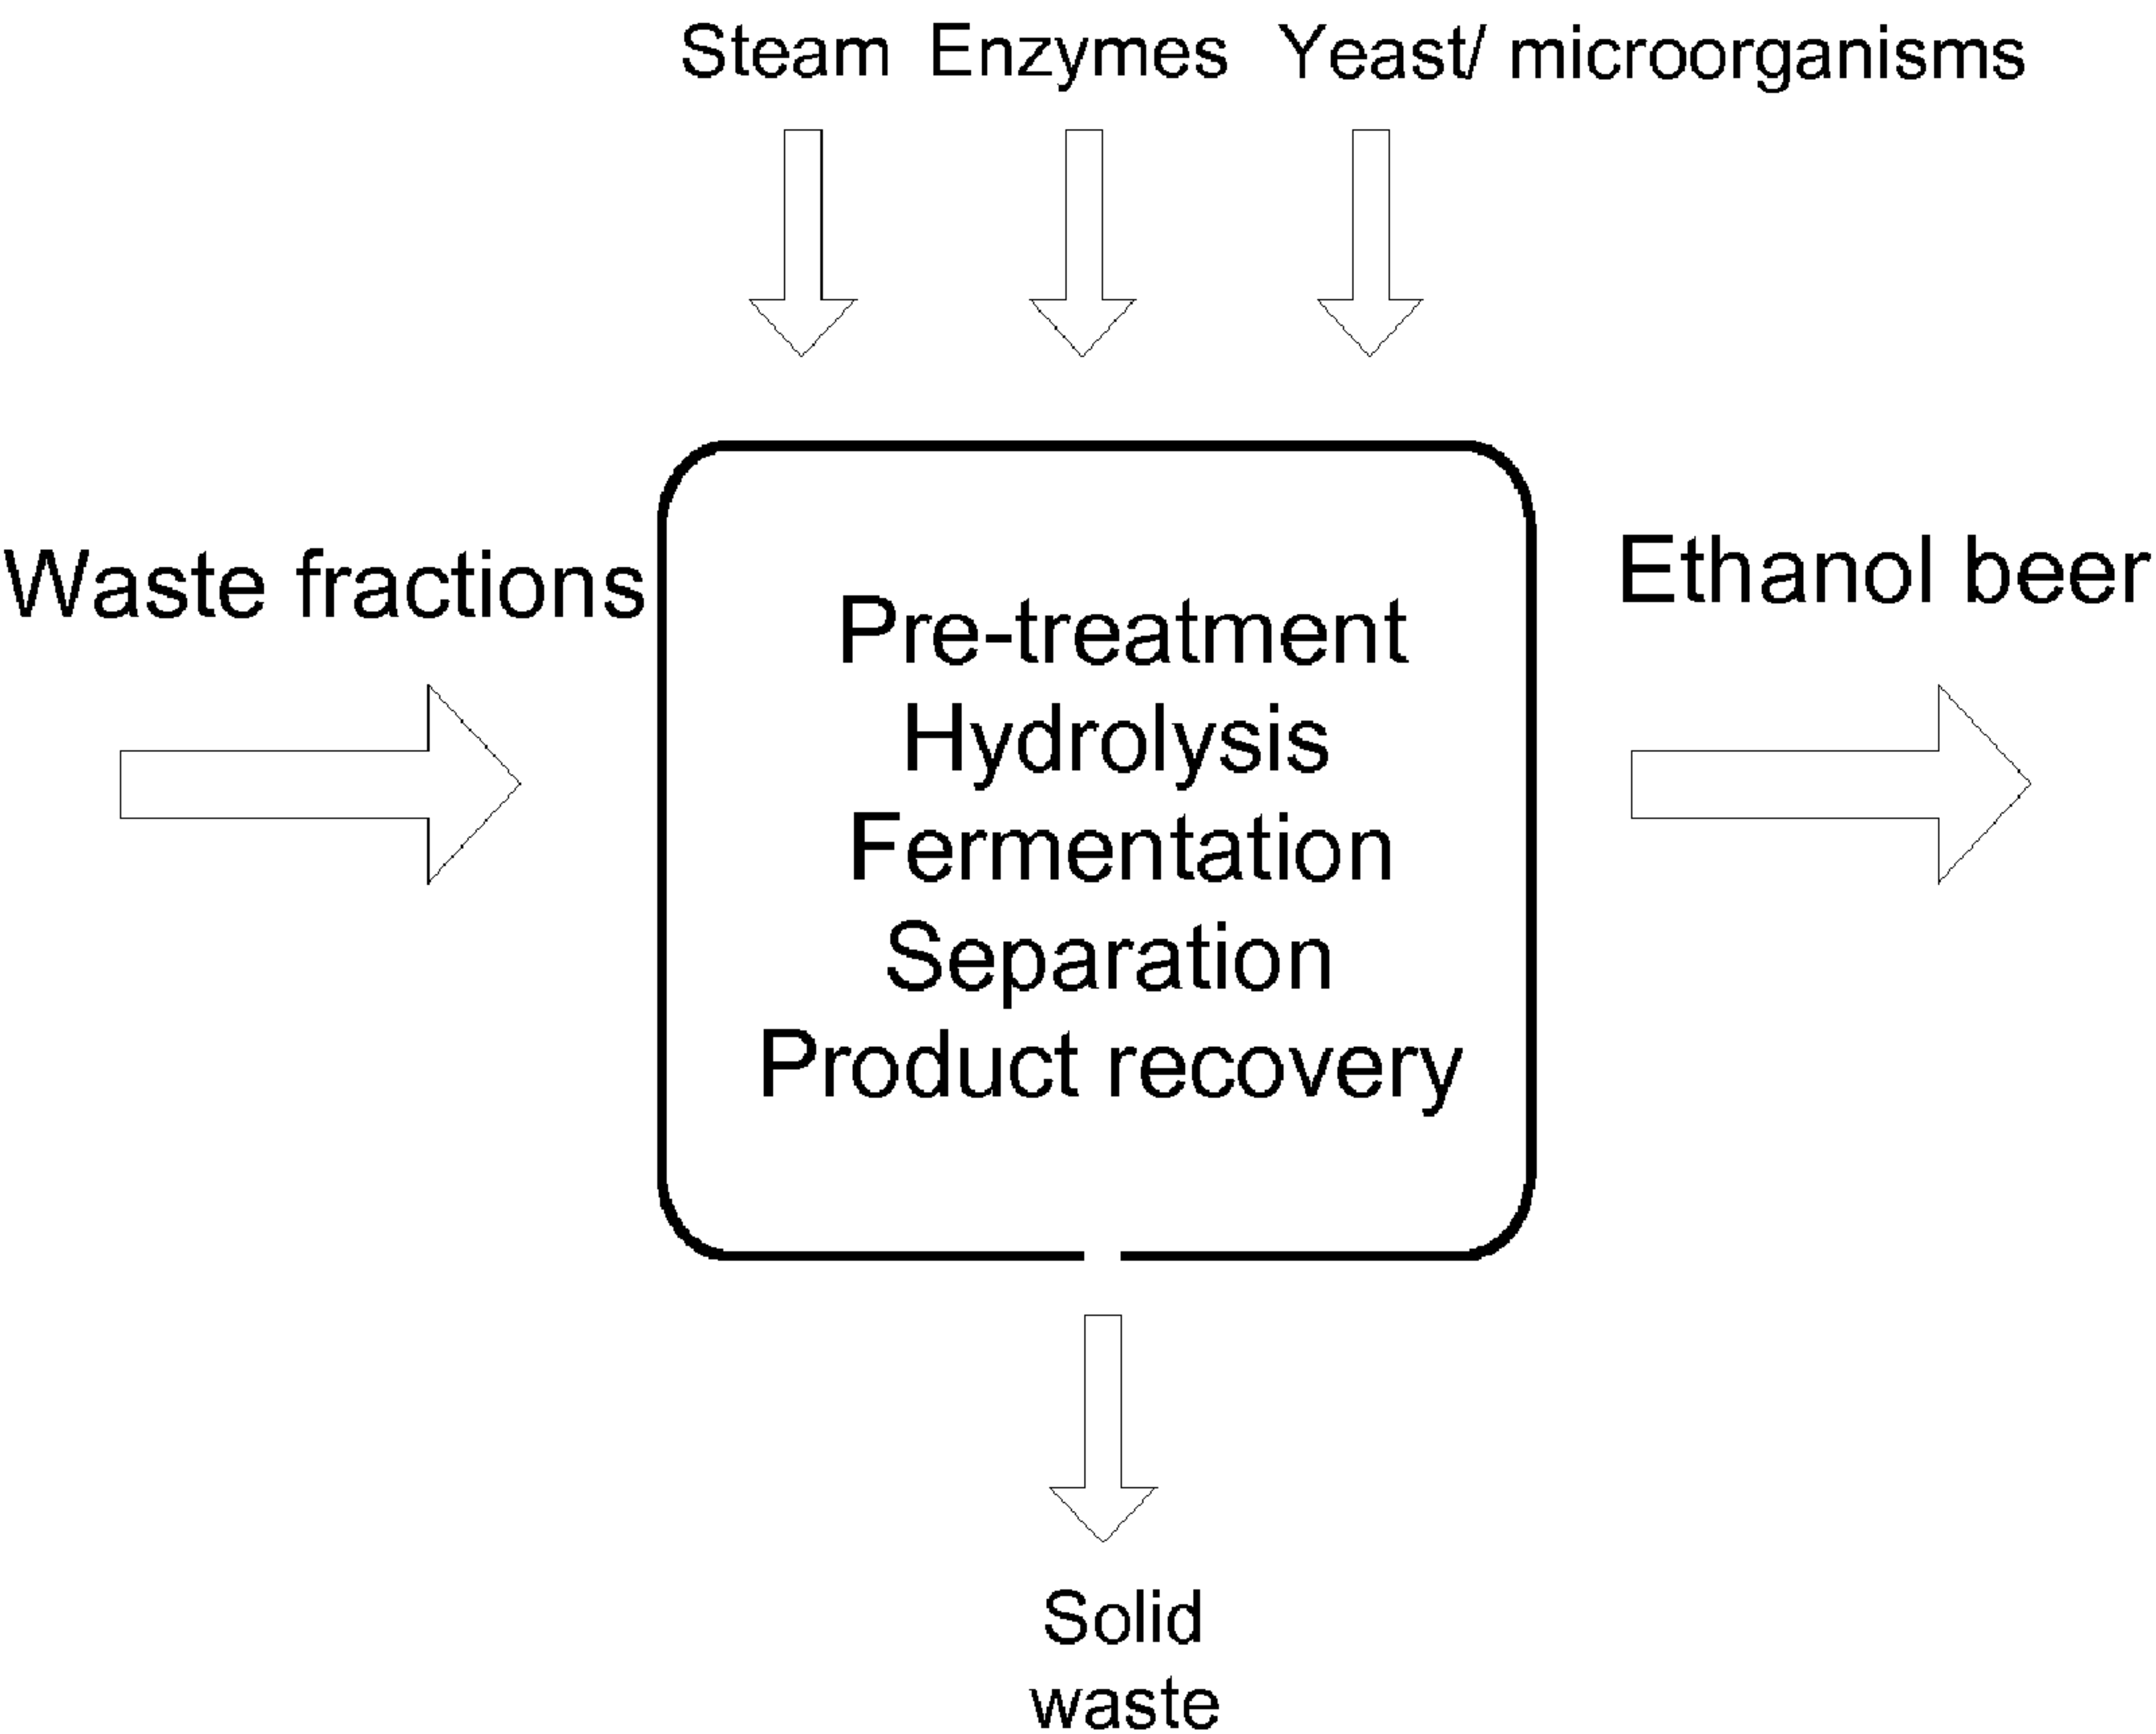 Steam Enzymes Yeast/ microorganisms
Waste fractions
Ethanol beer
Pre-treatment
Hydrolysis
Fermentation
Separation
Product recovery
Solid
waste